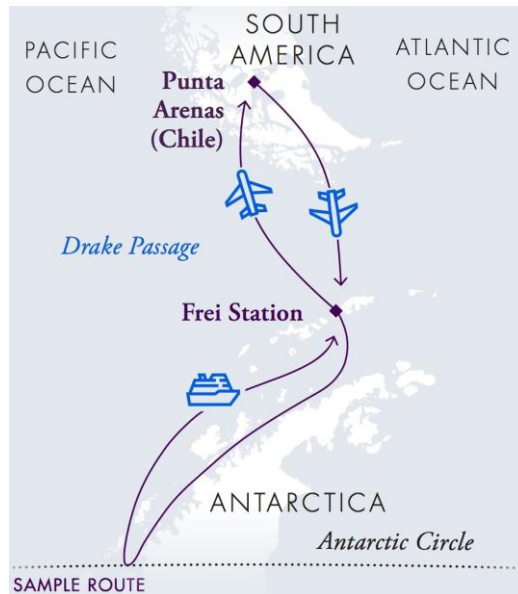 PACIFIC
OCEAN
SOUTH
AMERICA
ATLANTIC
OCEAN
Punta
Arenas
(Chile)
Drake Passage
Frei Station
ANTARCTICA
Antarctic Circle
SAMPLE ROUTE